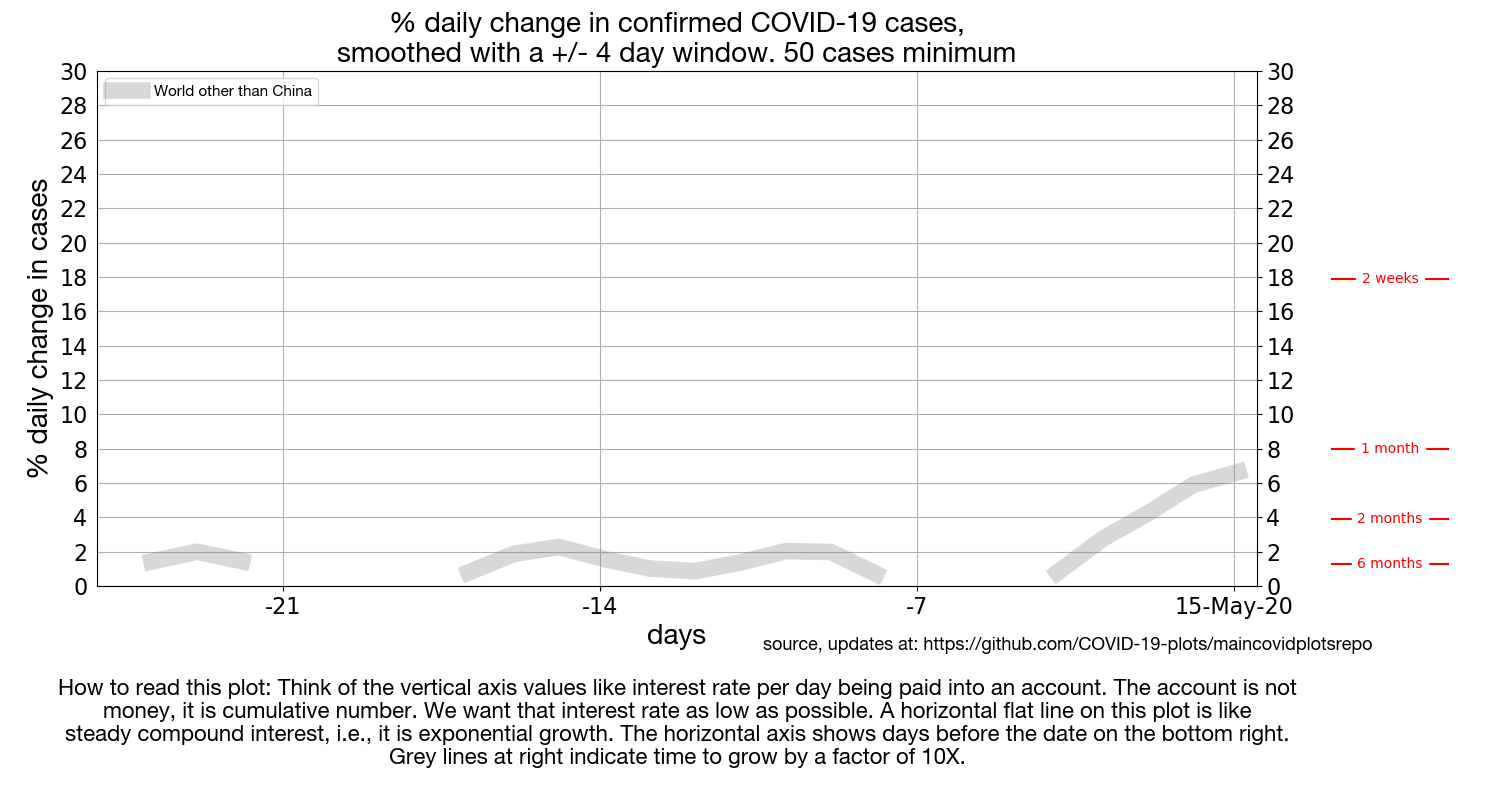 % daily change in confirmed COVID-19 cases,
smoothed with a +/- 4 day window. 50 cases minimum
World other than China
% daily change in cases
30
28
26
24
22
20
18
16
14
12
10
8
6
4
2
0
30
28
26
24
22
20
18
16
14
12
10
8
6
4
2
0
2 weeks
1 month
2 months
6 months
-21
-14
-7
15-May-20
days
source, updates at: https://github.com/COVID-19-plots/maincovidplotsrepo
How to read this plot: Think of the vertical axis values like interest rate per day being paid into an account. The account is not
money, it is cumulative number. We want that interest rate as low as possible. A horizontal flat line on this plot is like
steady compound interest, i.e., it is exponential growth. The horizontal axis shows days before the date on the bottom right.
Grey lines at right indicate time to grow by a factor of 10X.